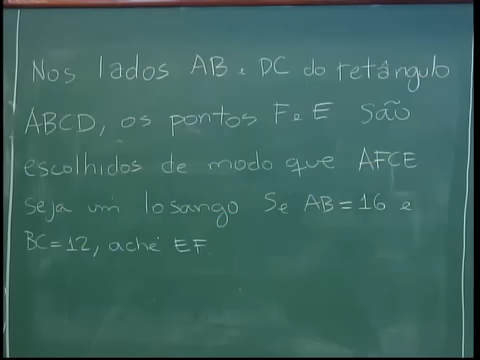 Nos lados AB e DC do retângulo
ABCD, os pontos F e E são
escolhidos de modo que AFCE
seja um losango Se AB=16 e
BC=12, ache EF.